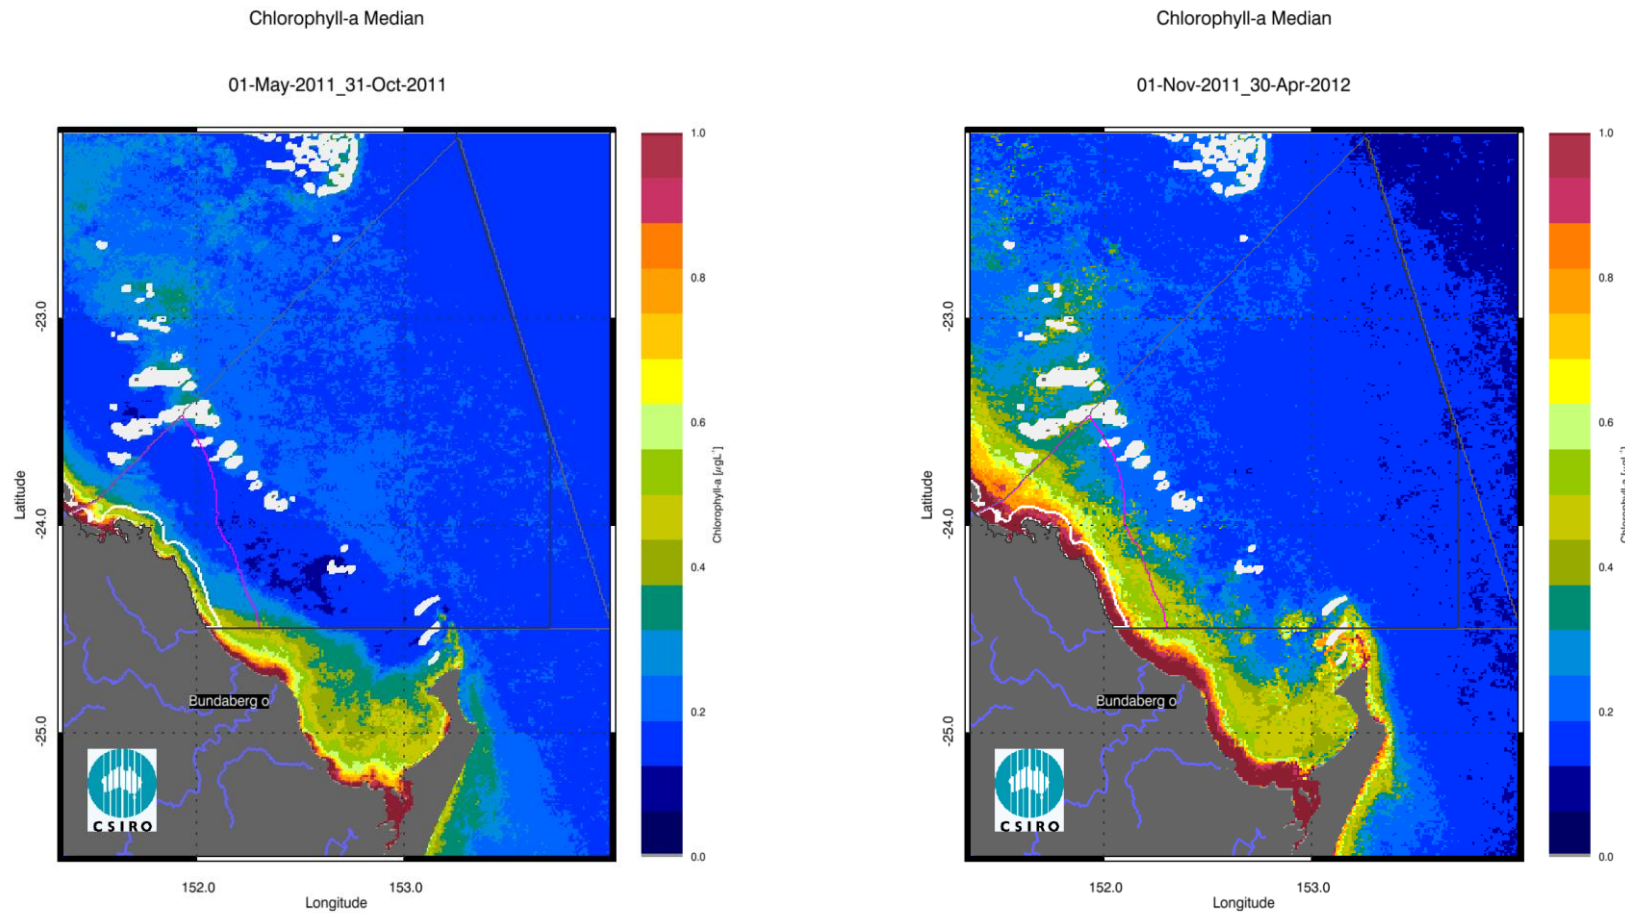 Chlorophyll-a Median
01-May-2011_31-Oct-2011
-23.0
-24.0
-25.0
Latitude
Bundaberg o
CSIRO
152.0
153.0
Longitude
1.0
0.8
0.6
0.4
0.2
0.0
Chlorophyll-a [µgL⁻¹]
Chlorophyll-a Median
01-Nov-2011_30-Apr-2012
-23.0
-24.0
-25.0
Latitude
Bundaberg o
CSIRO
152.0
153.0
Longitude
1.0
0.8
0.6
0.4
0.2
0.0
Chlorophyll-a [µgL⁻¹]